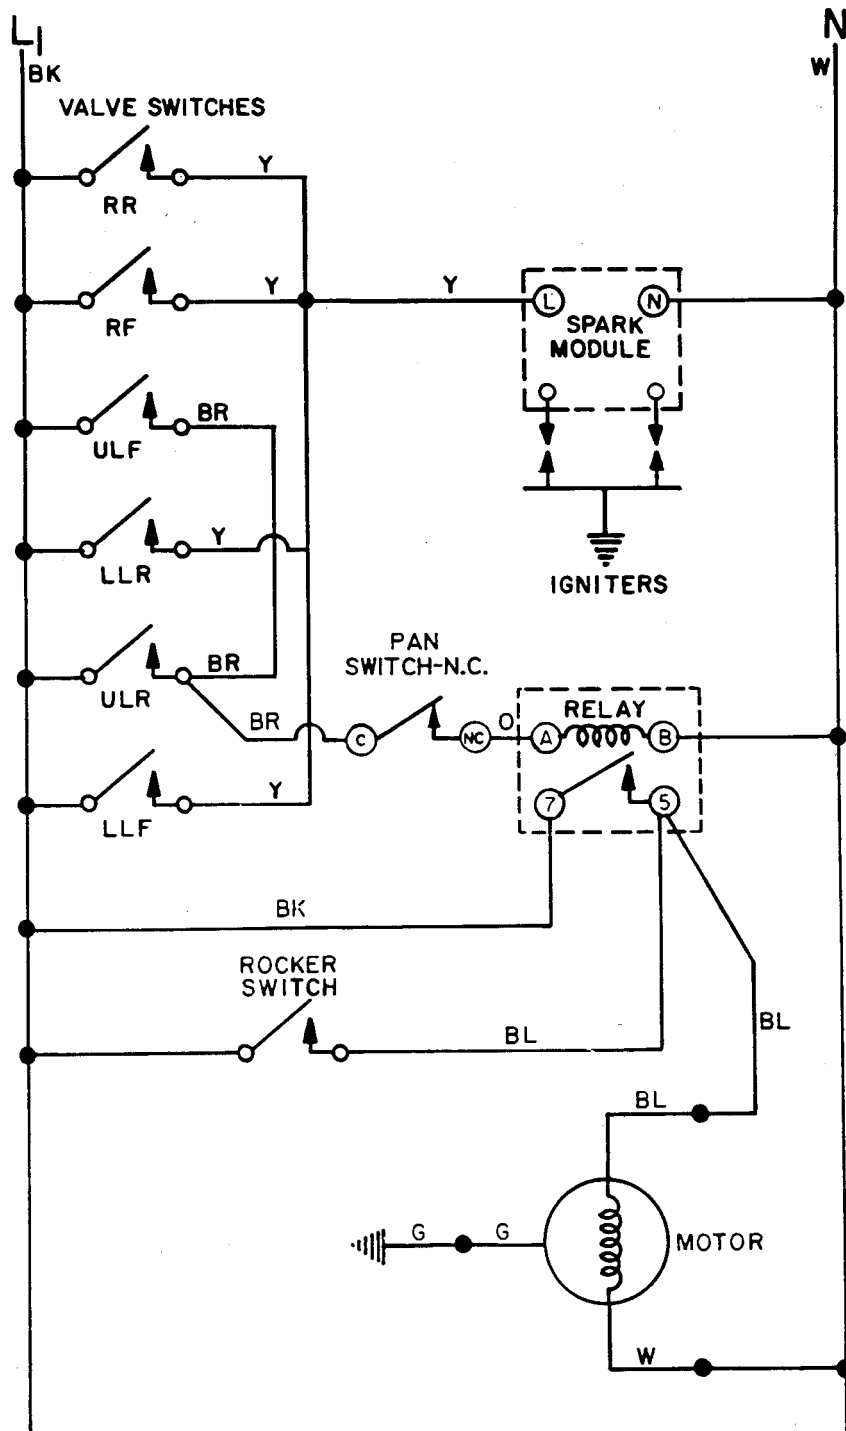 L1
N
BK
W
VALVE SWITCHES
Y
RR
Y
Y
L
N
RF
SPARK
MODULE
BR
ULF
Y
LLR
IGNITERS
PAN
SWITCH-N.C.
BR
ULR
BR
C
NC
O
RELAY
A
B
Y
LLF
7
5
BK
ROCKER
SWITCH
BL
BL
BL
G
G
MOTOR
W